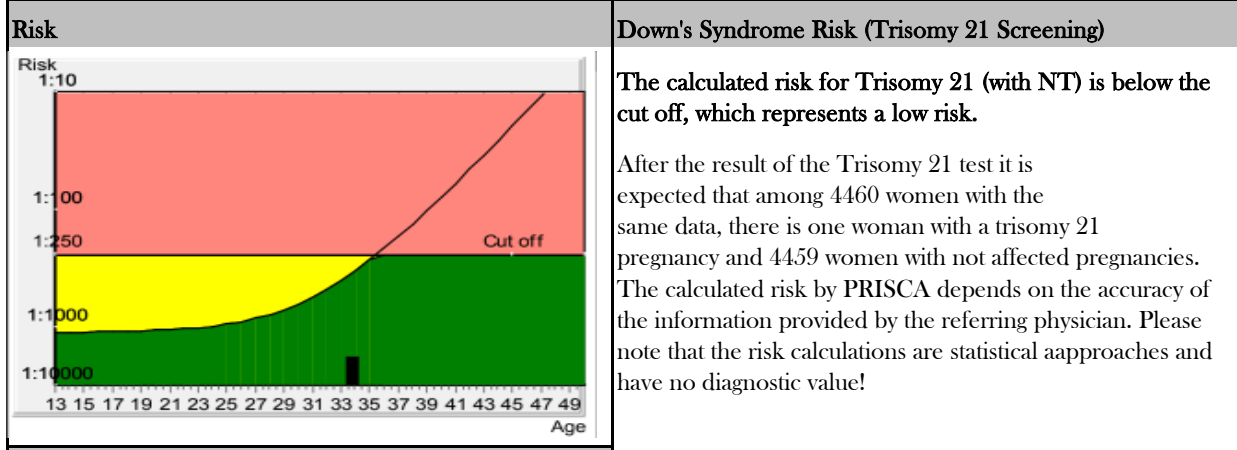 Risk
Down's Syndrome Risk (Trisomy 21 Screening)
Risk
1:10
1:100
1:250
Cut off
1:1000
1:10000
13 15 17 19 21 23 25 27 29 31 33 35 37 39 41 43 45 47 49
Age
The calculated risk for Trisomy 21 (with NT) is below the
cut off, which represents a low risk.
After the result of the Trisomy 21 test it is
expected that among 4460 women with the
same data, there is one woman with a trisomy 21
pregnancy and 4459 women with not affected pregnancies.
The calculated risk by PRISCA depends on the accuracy of
the information provided by the referring physician. Please
note that the risk calculations are statistical aapproaches and
have no diagnostic value!